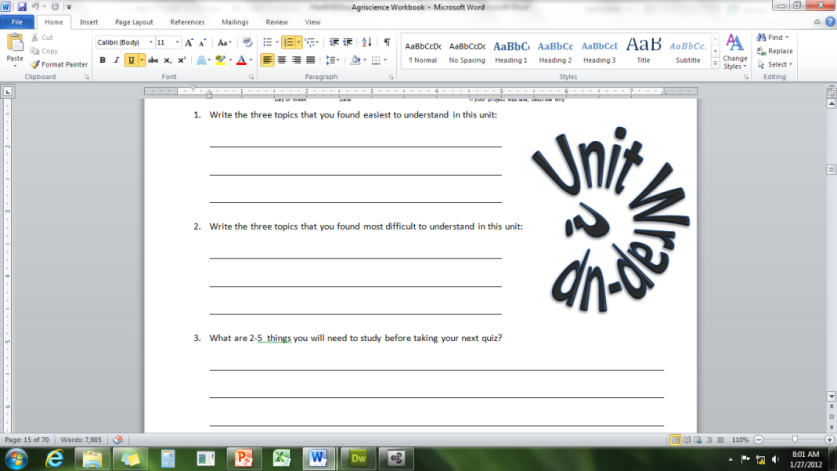 Agriscience Workbook - Microsoft Word
File Home Insert Page Layout References Mailings Review View
Paste
Cut
Copy
Format Painter
Clipboard
Calibri (Body) 11
B I U abc x₂ x²
Font
Paragraph
AaBbCcDc AaBbCcDc AaBbC AaBbCc AaBbCcI AaB AaBbCc.
¶ Normal No Spacing Heading 1 Heading 2 Heading 3 Title Subtitle
Change Styles
Styles
Find
Replace
Select
Editing
1. Write the three topics that you found easiest to understand in this unit:
2. Write the three topics that you found most difficult to understand in this unit:
3. What are 2-5 things you will need to study before taking your next quiz?
Unit Wrap-up
?
Page: 15 of 70 Words: 7,985
110%
Dw
8:01 AM
1/27/2012